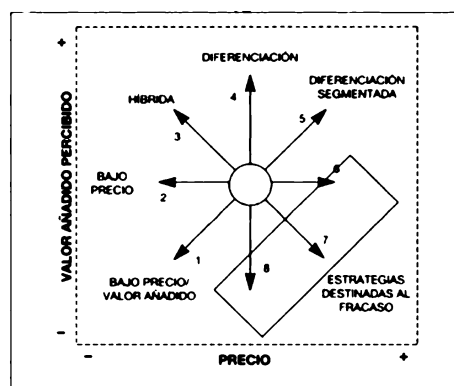 +
DIFERENCIACIÓN
DIFERENCIACIÓN
SEGMENTADA
HÍBRIDA
4
5
3
BAJO
PRECIO
2
6
VALOR AÑADIDO PERCIBIDO
1
7
8
BAJO PRECIO/
VALOR AÑADIDO
ESTRATEGIAS
DESTINADAS AL
FRACASO
-
-
PRECIO
+